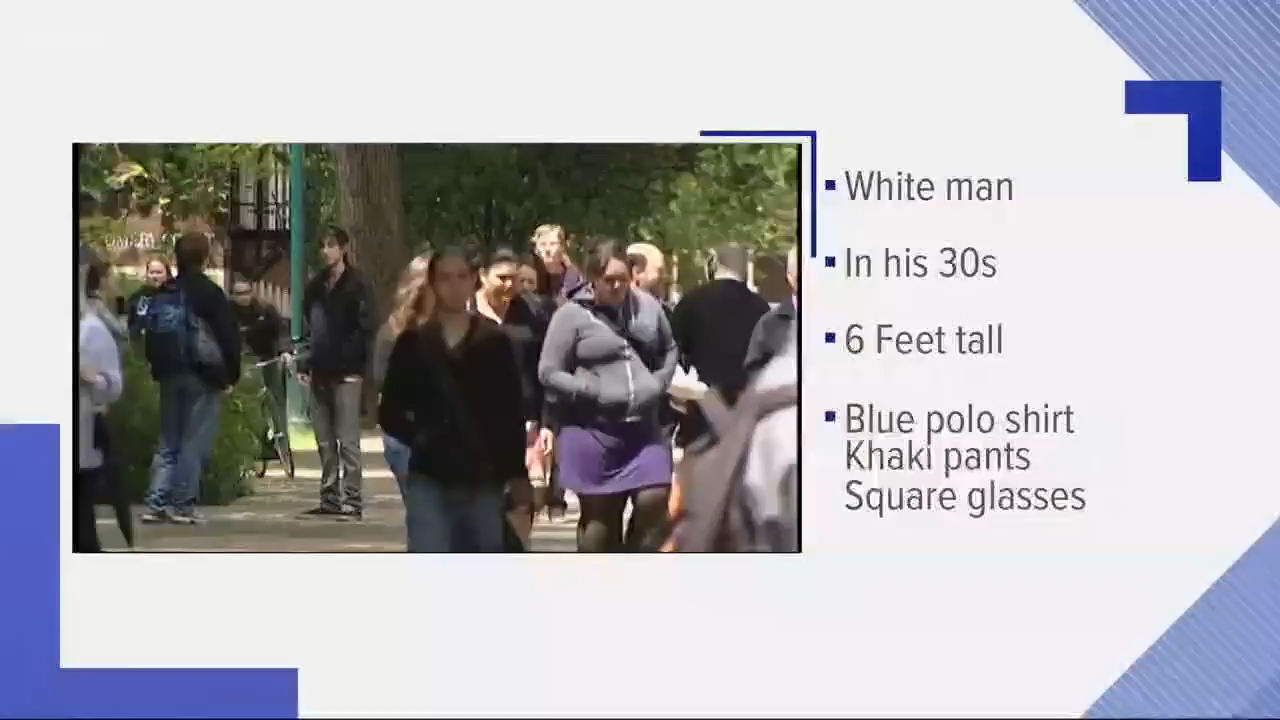 White man
In his 30s
6 Feet tall
Blue polo shirt
Khaki pants
Square glasses